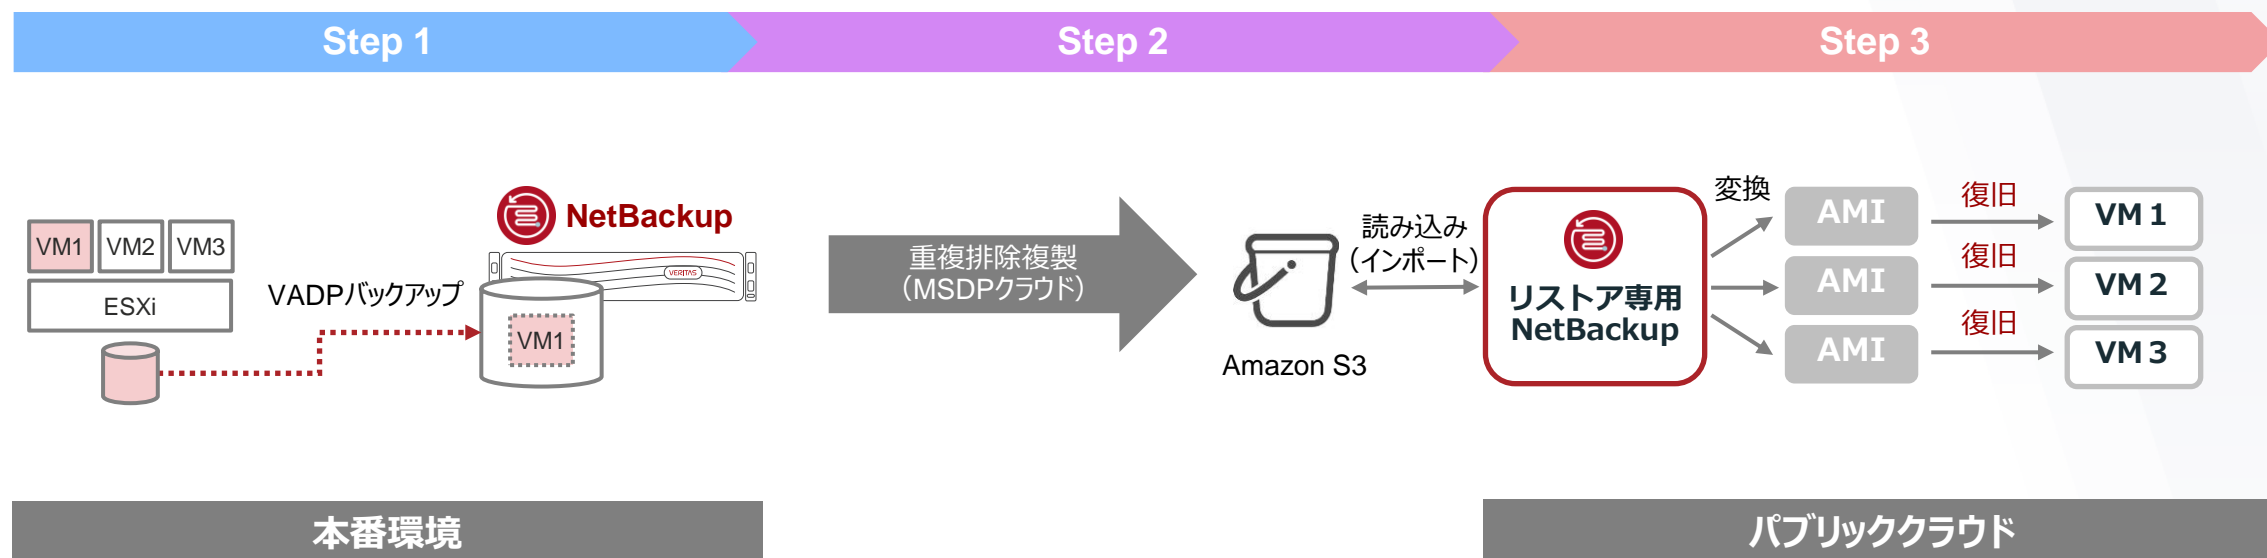 Step 1
Step 2
Step 3
VM1
VM2
VM3
ESXi
VADPバックアップ
NetBackup
VERITAS
VM1
重複排除複製
（MSDPクラウド）
Amazon S3
読み込み
（インポート）
リストア専用
NetBackup
変換
AMI
復旧
VM 1
AMI
復旧
VM 2
AMI
復旧
VM 3
本番環境
パブリッククラウド